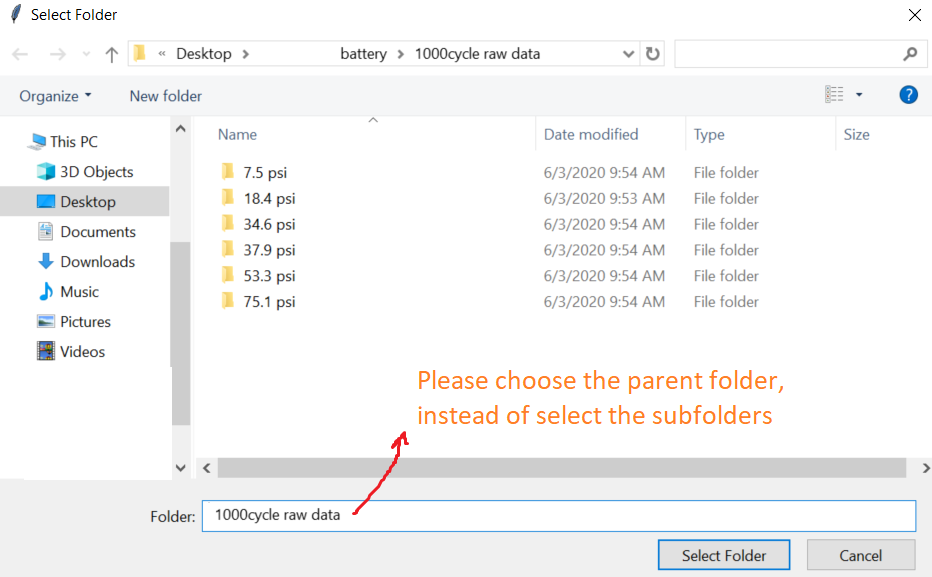 Select Folder
« Desktop > battery > 1000cycle raw data
Organize New folder ?
This PC
3D Objects
Desktop
Documents
Downloads
Music
Pictures
Videos
Name Date modified Type Size
7.5 psi 6/3/2020 9:54 AM File folder
18.4 psi 6/3/2020 9:53 AM File folder
34.6 psi 6/3/2020 9:54 AM File folder
37.9 psi 6/3/2020 9:54 AM File folder
53.3 psi 6/3/2020 9:54 AM File folder
75.1 psi 6/3/2020 9:54 AM File folder
Please choose the parent folder,
instead of select the subfolders
Folder: 1000cycle raw data
Select Folder Cancel